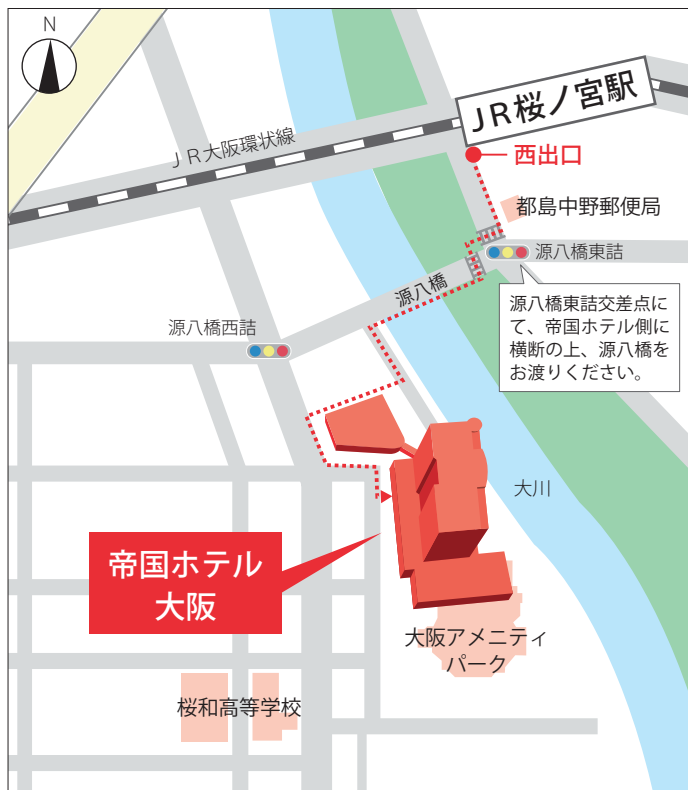 N
JR桜ノ宮駅
JR大阪環状線
西出口
都島中野郵便局
源八橋東詰
源八橋
源八橋東詰交差点に
て、帝国ホテル側に
横断の上、源八橋を
お渡りください。
源八橋西詰
大川
帝国ホテル
大阪
大阪アメニティ
パーク
桜和高等学校